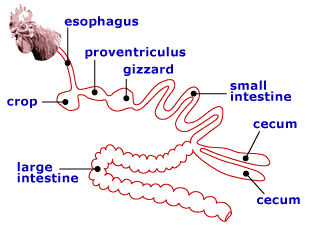 esophagus
proventriculus
gizzard
small
intestine
crop
cecum
large
intestine
cecum